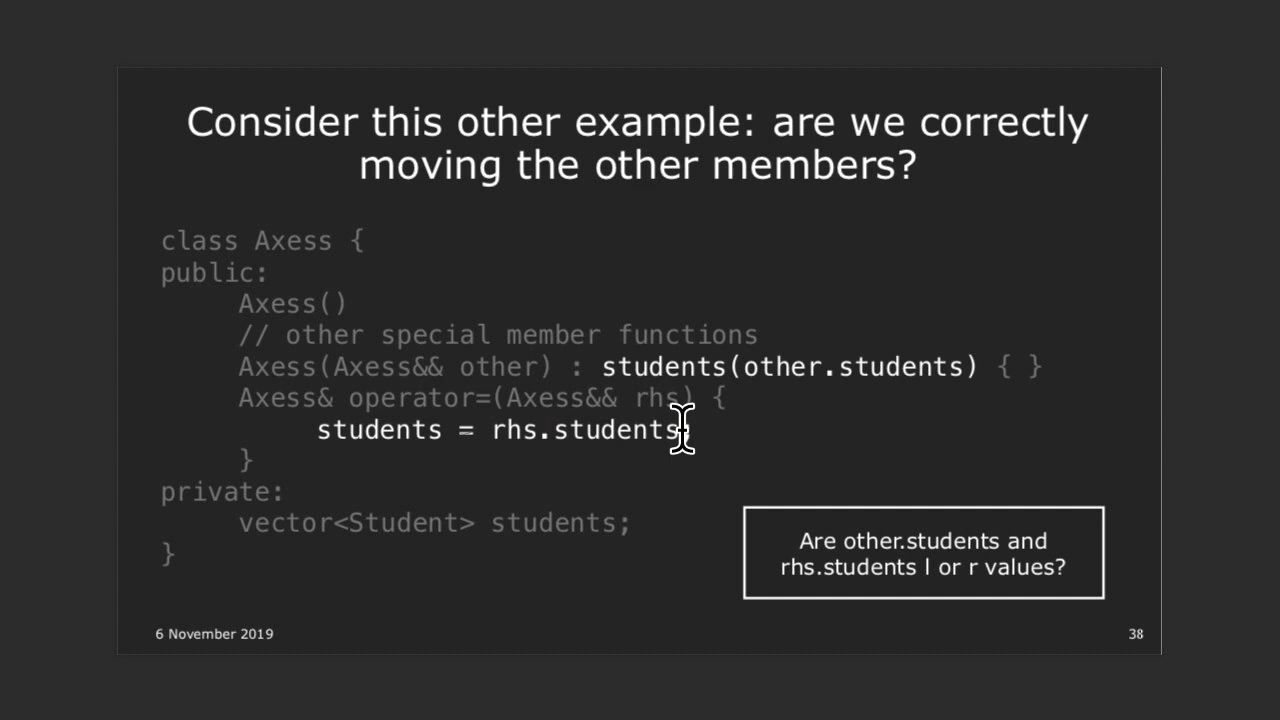 Consider this other example: are we correctly
moving the other members?
class Axess {
public:
Axess()
// other special member functions
Axess(Axess&& other) : students(other.students) { }
Axess& operator=(Axess&& rhs) {
students = rhs.students;
}
private:
vector<Student> students;
}
Are other.students and
rhs.students l or r values?
6 November 2019
38